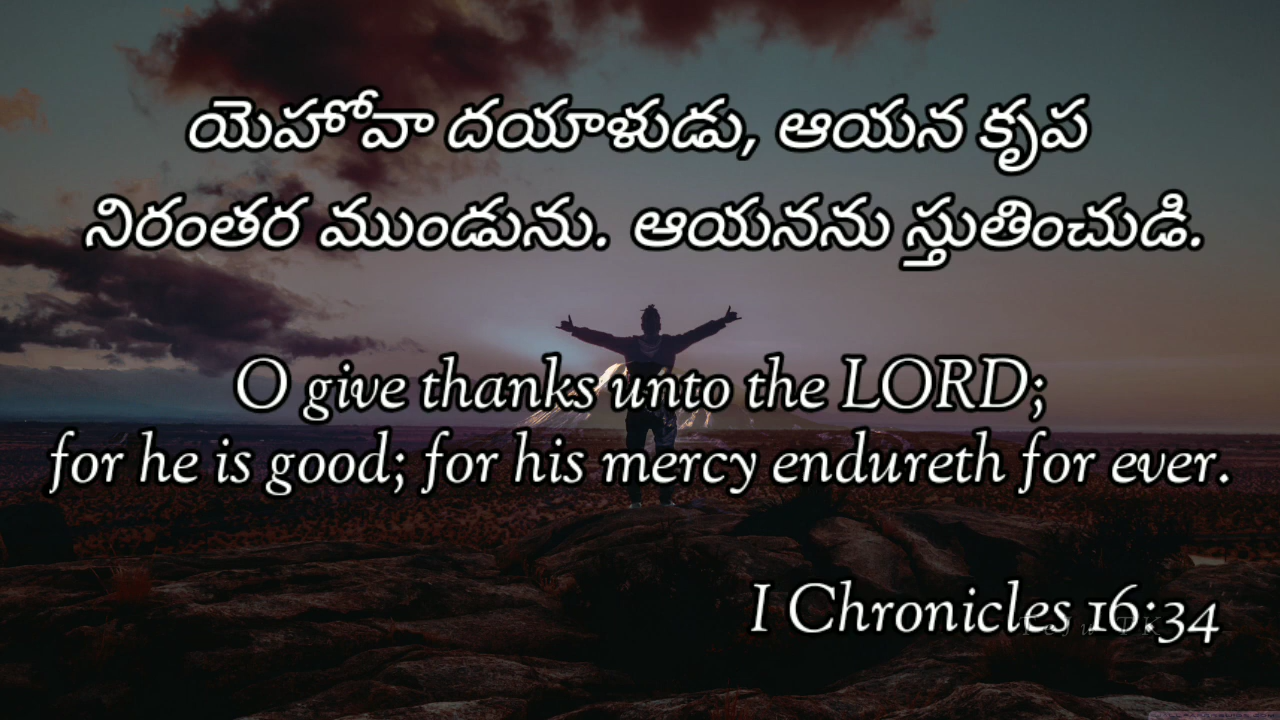 యెహోవా దయాళుడు, ఆయన కృప
నిరంతర ముండును. ఆయనను స్తుతించుడి.
O give thanks unto the LORD;
for he is good; for his mercy endureth for ever.
I Chronicles 16:34